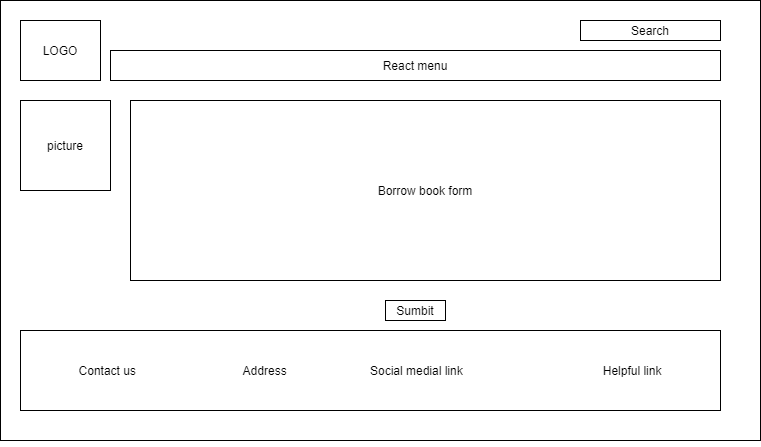 LOGO
Search
React menu
picture
Borrow book form
Sumbit
Contact us
Address
Social medial link
Helpful link